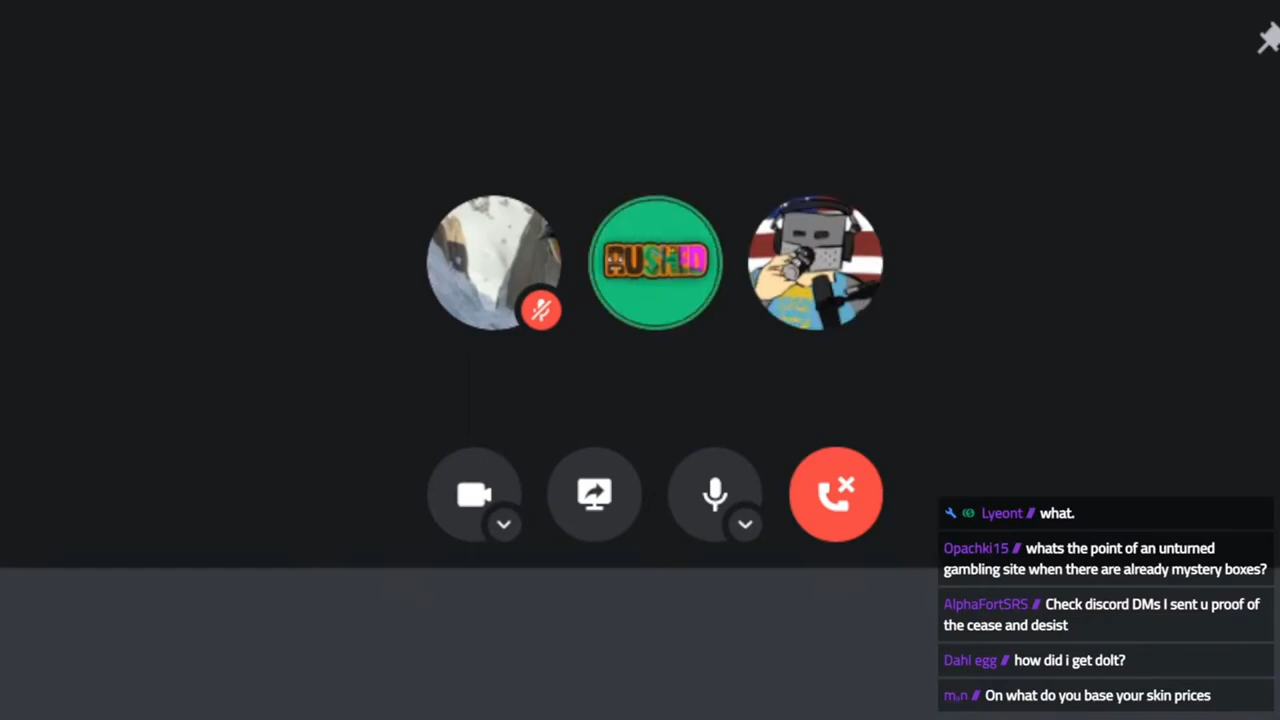 RUSHED
Lyeont // what.
Opachki15 // whats the point of an unturned
gambling site when there are already mystery boxes?
AlphaFortSRS // Check discord DMs I sent u proof of
the cease and desist
Dahl egg // how did i get dolt?
m,n // On what do you base your skin prices